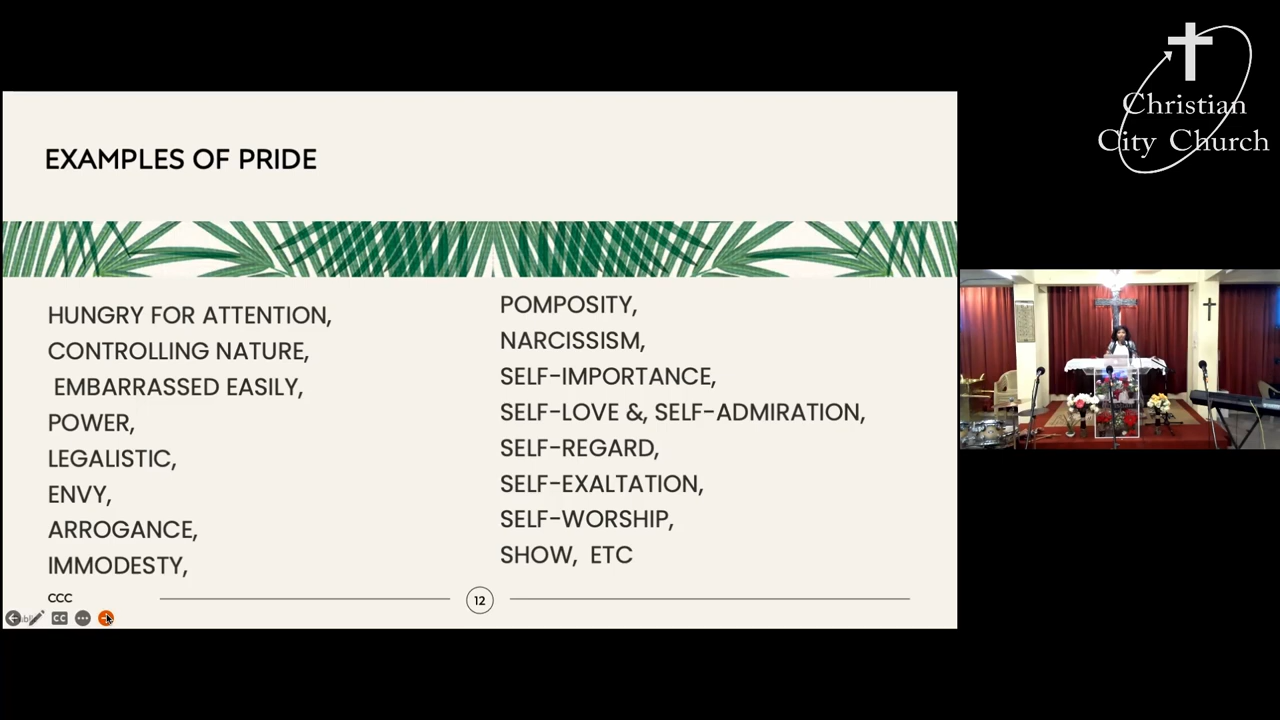 EXAMPLES OF PRIDE
HUNGRY FOR ATTENTION,
CONTROLLING NATURE,
EMBARRASSED EASILY,
POWER,
LEGALISTIC,
ENVY,
ARROGANCE,
IMMODESTY,
POMPOSITY,
NARCISSISM,
SELF-IMPORTANCE,
SELF-LOVE &, SELF-ADMIRATION,
SELF-REGARD,
SELF-EXALTATION,
SELF-WORSHIP,
SHOW,  ETC
CCC
12
CC
Christian
City Church